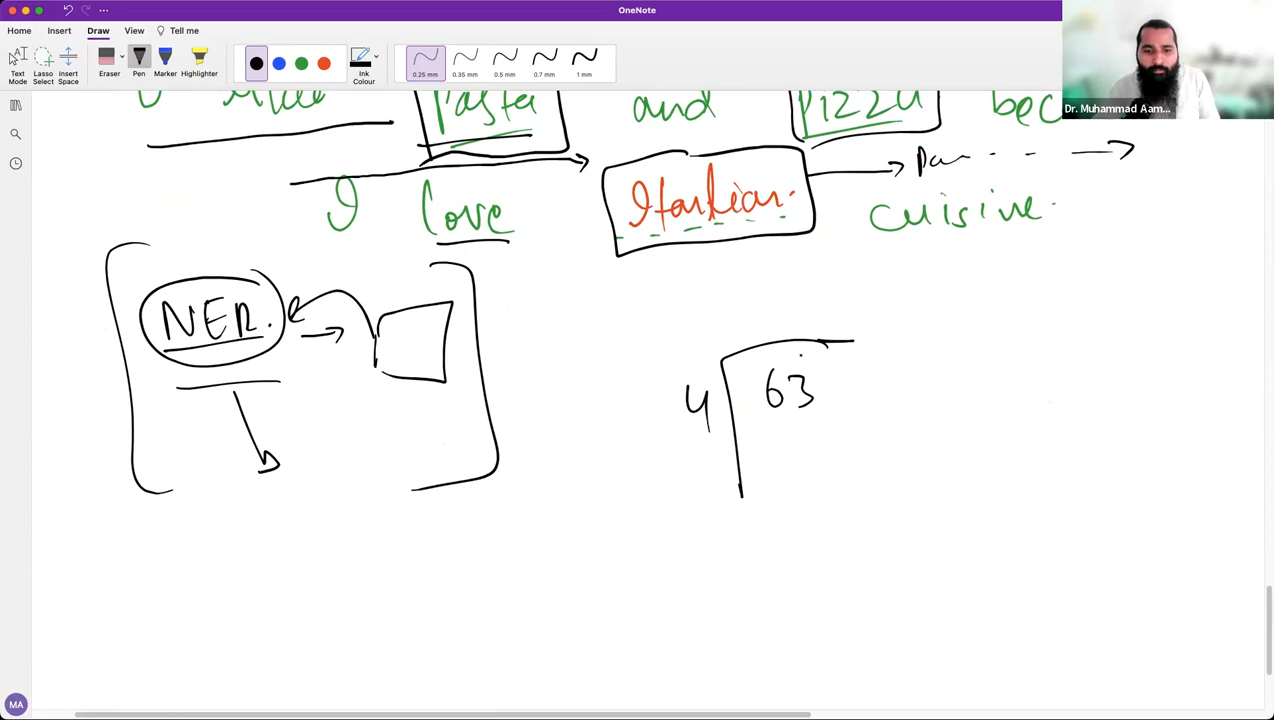 OneNote
Home Insert Draw View Tell me
Text Mode Lasso Select Insert Space Eraser Pen Marker Highlighter 0.25 mm 0.35 mm 0.5 mm 0.7 mm 1 mm Ink Colour
Dr. Muhammad Aam...
Pasta and Pizza bec
I love Italian. cuisine.
NER.
4 63
MA